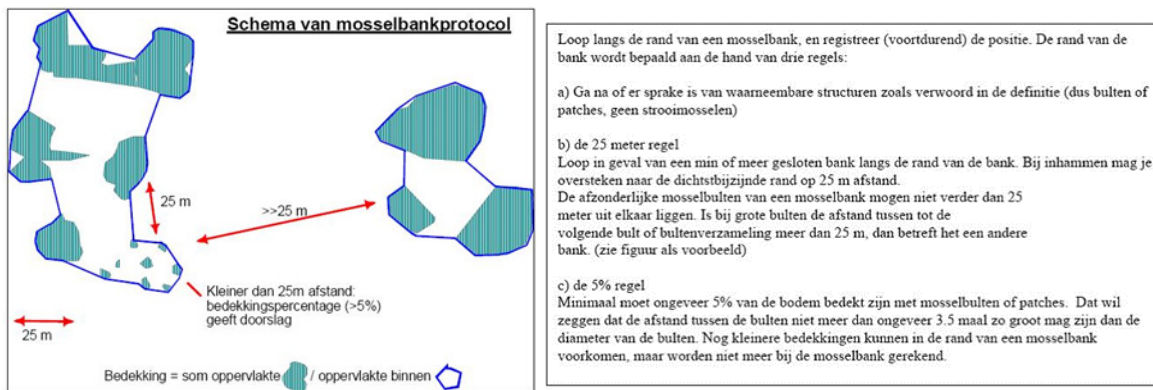 Schema van mosselbankprotocol
25 m
>>25 m
Kleiner dan 25m afstand:
bedekkingspercentage (>5%)
geeft doorslag
25 m
Bedekking = som oppervlakte / oppervlakte binnen
Loop langs de rand van een mosselbank, en registreer (voortdurend) de positie. De rand van de
bank wordt bepaald aan de hand van drie regels:
a) Ga na of er sprake is van waarneembare structuren zoals verwoord in de definitie (dus bulten of
patches, geen strooimosselen)
b) de 25 meter regel
Loop in geval van een min of meer gesloten bank langs de rand van de bank. Bij inhammen mag je
oversteken naar de dichtstbijzijnde rand op 25 m afstand.
De afzonderlijke mosselbulten van een mosselbank mogen niet verder dan 25
meter uit elkaar liggen. Is bij grote bulten de afstand tussen tot de
volgende bult of bultenverzameling meer dan 25 m, dan betreft het een andere
bank. (zie figuur als voorbeeld)
c) de 5% regel
Minimaal moet ongeveer 5% van de bodem bedekt zijn met mosselbulten of patches. Dat wil
zeggen dat de afstand tussen de bulten niet meer dan ongeveer 3.5 maal zo groot mag zijn dan de
diameter van de bulten. Nog kleinere bedekkingen kunnen in de rand van een mosselbank
voorkomen, maar worden niet meer bij de mosselbank gerekend.